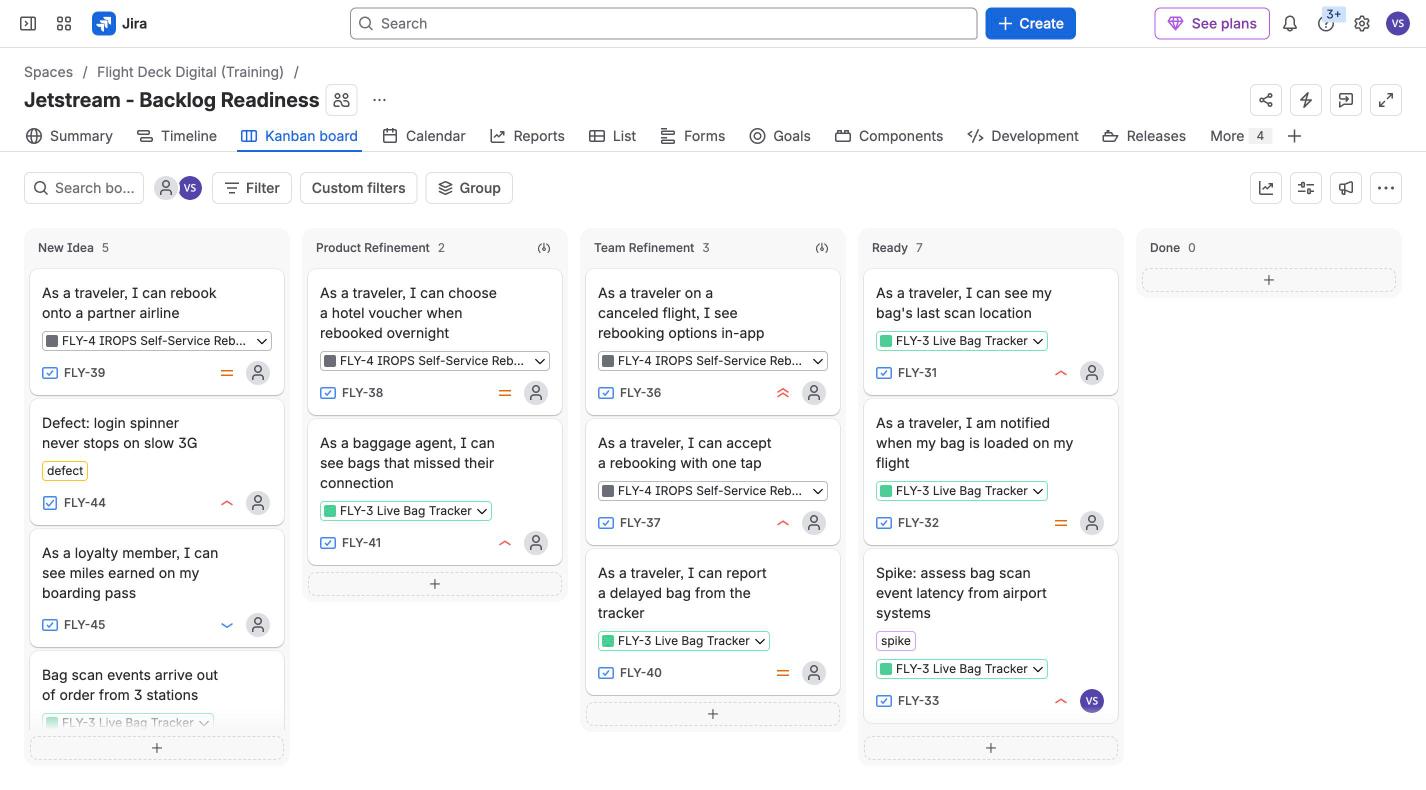 Jira
Search
Create
See plans
3+
VS
Spaces / Flight Deck Digital (Training) /
Jetstream - Backlog Readiness
Summary
Timeline
Kanban board
Calendar
Reports
List
Forms
Goals
Components
Development
Releases
More 4
Search bo...
VS
Filter
Custom filters
Group
New Idea 5
As a traveler, I can rebook
onto a partner airline
FLY-4 IROPS Self-Service Reb...
FLY-39
Defect: login spinner
never stops on slow 3G
defect
FLY-44
As a loyalty member, I can
see miles earned on my
boarding pass
FLY-45
Bag scan events arrive out
of order from 3 stations
FLY-3 Live Bag Tracker
Product Refinement 2
As a traveler, I can choose
a hotel voucher when
rebooked overnight
FLY-4 IROPS Self-Service Reb...
FLY-38
As a baggage agent, I can
see bags that missed their
connection
FLY-3 Live Bag Tracker
FLY-41
Team Refinement 3
As a traveler on a
canceled flight, I see
rebooking options in-app
FLY-4 IROPS Self-Service Reb...
FLY-36
As a traveler, I can accept
a rebooking with one tap
FLY-4 IROPS Self-Service Reb...
FLY-37
As a traveler, I can report
a delayed bag from the
tracker
FLY-3 Live Bag Tracker
FLY-40
Ready 7
As a traveler, I can see my
bag's last scan location
FLY-3 Live Bag Tracker
FLY-31
As a traveler, I am notified
when my bag is loaded on my
flight
FLY-3 Live Bag Tracker
FLY-32
Spike: assess bag scan
event latency from airport
systems
spike
FLY-3 Live Bag Tracker
FLY-33
VS
Done 0